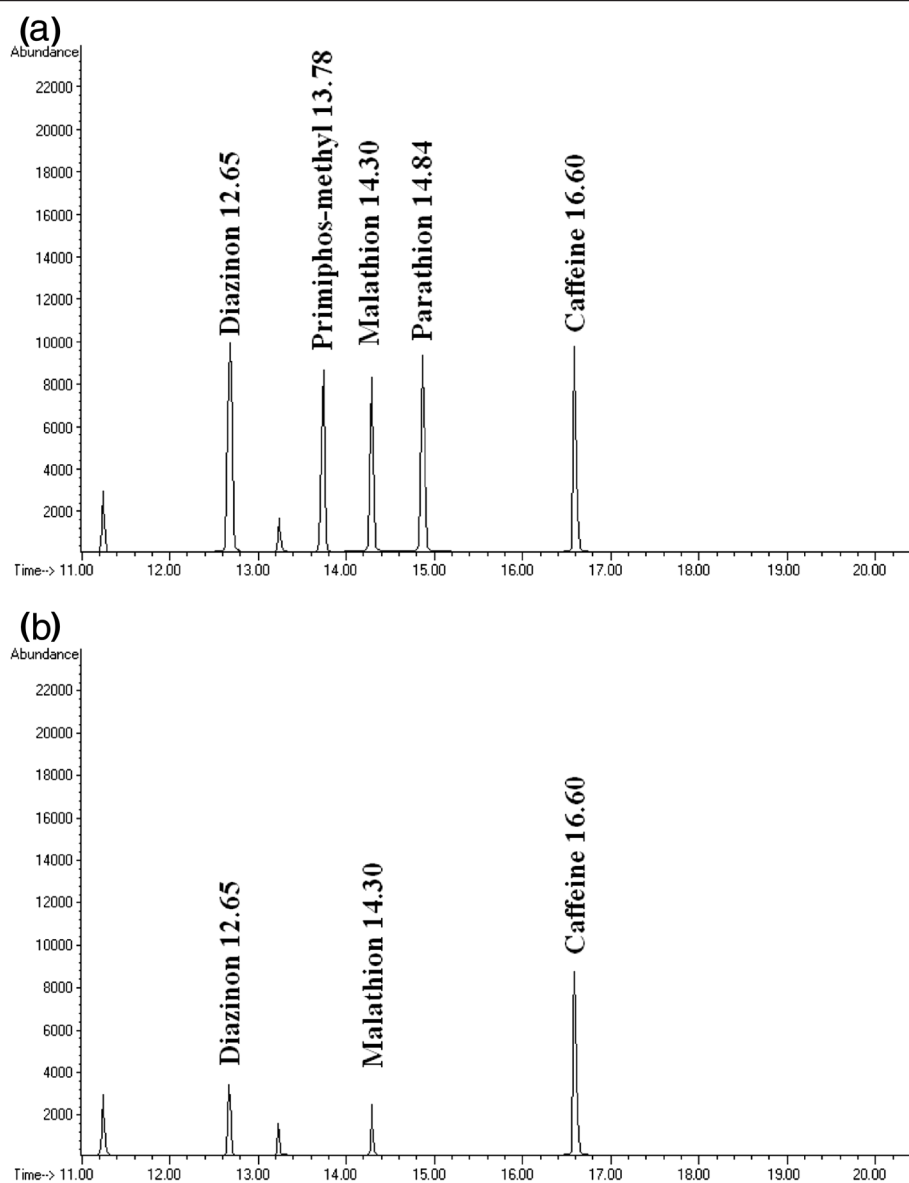 (a)
Abundance
22000
20000
18000
16000
14000
12000
10000
8000
6000
4000
2000
Diazinon 12.65
Primiphos-methyl 13.78
Malathion 14.30
Parathion 14.84
Caffeine 16.60
Time--> 11.00 12.00 13.00 14.00 15.00 16.00 17.00 18.00 19.00 20.00
(b)
Abundance
22000
20000
18000
16000
14000
12000
10000
8000
6000
4000
2000
Diazinon 12.65
Malathion 14.30
Caffeine 16.60
Time--> 11.00 12.00 13.00 14.00 15.00 16.00 17.00 18.00 19.00 20.00